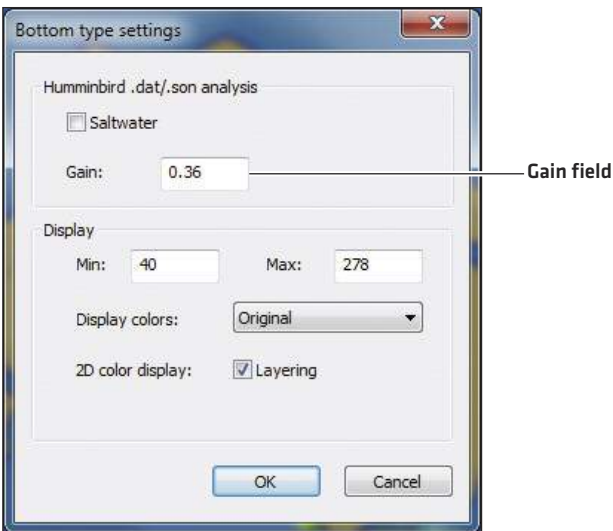 Bottom type settings
Humminbird .dat/.son analysis
Saltwater
Gain: 0.36
Gain field
Display
Min: 40 Max: 278
Display colors: Original
2D color display: Layering
OK Cancel